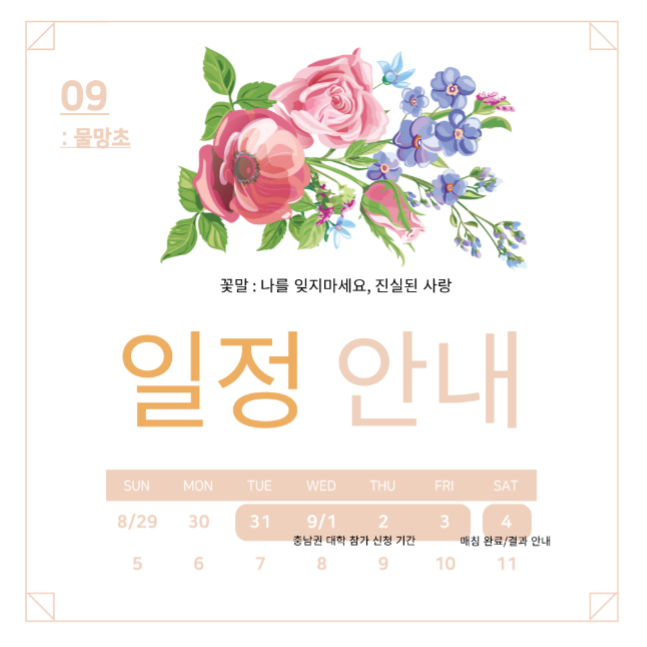 09
: 물망초
꽃말 : 나를 잊지마세요, 진실된 사랑
일정 안내
SUN MON TUE WED THU FRI SAT
8/29 30 31 9/1 2 3 4
충남권 대학 참가 신청 기간 매칭 완료/결과 안내
5 6 7 8 9 10 11